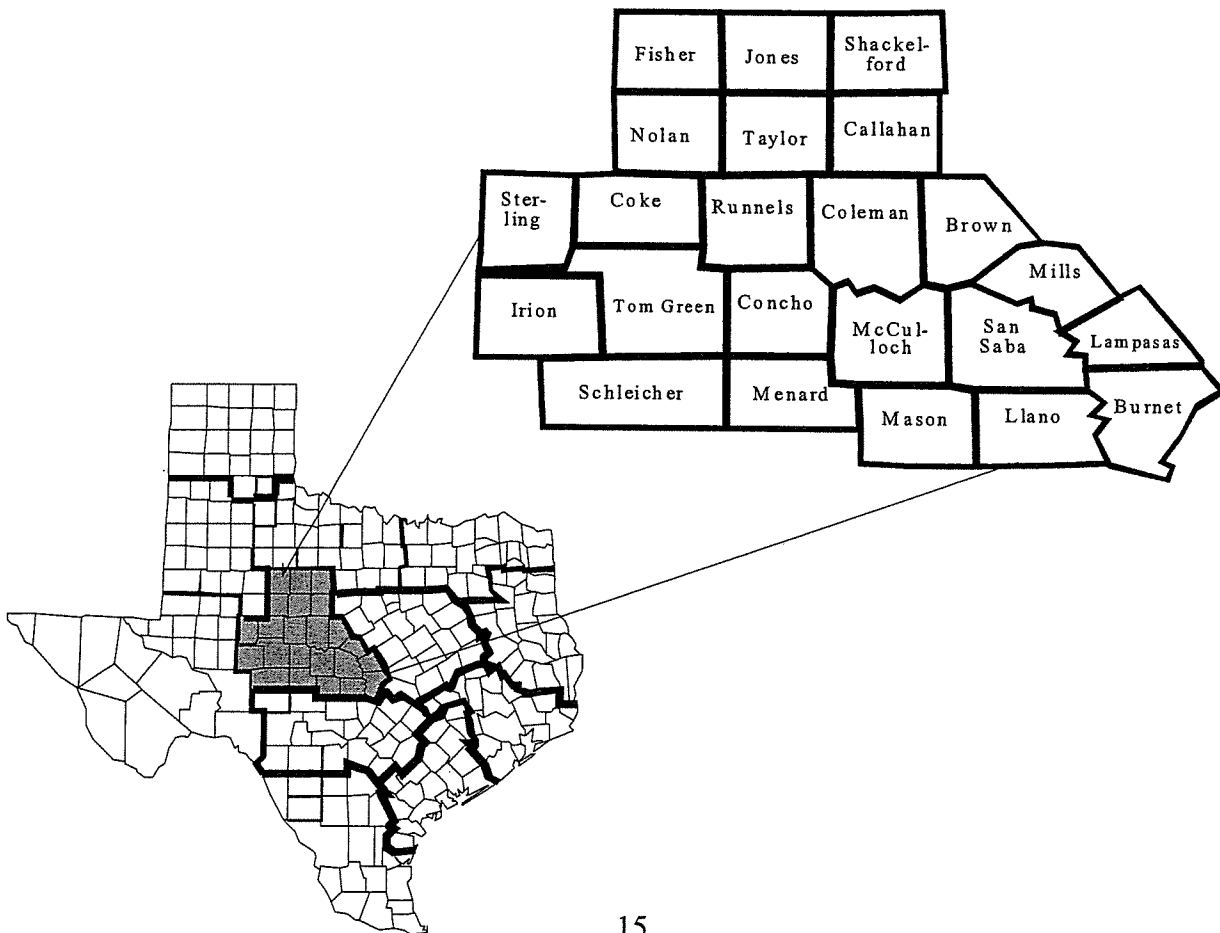 Fisher
Jones
Shackel-
ford
Nolan
Taylor
Callahan
Ster-
ling
Coke
Runnels
Coleman
Brown
Mills
Irion
Tom Green
Concho
McCul-
loch
San
Saba
Lampasas
Schleicher
Menard
Mason
Llano
Burnet
15